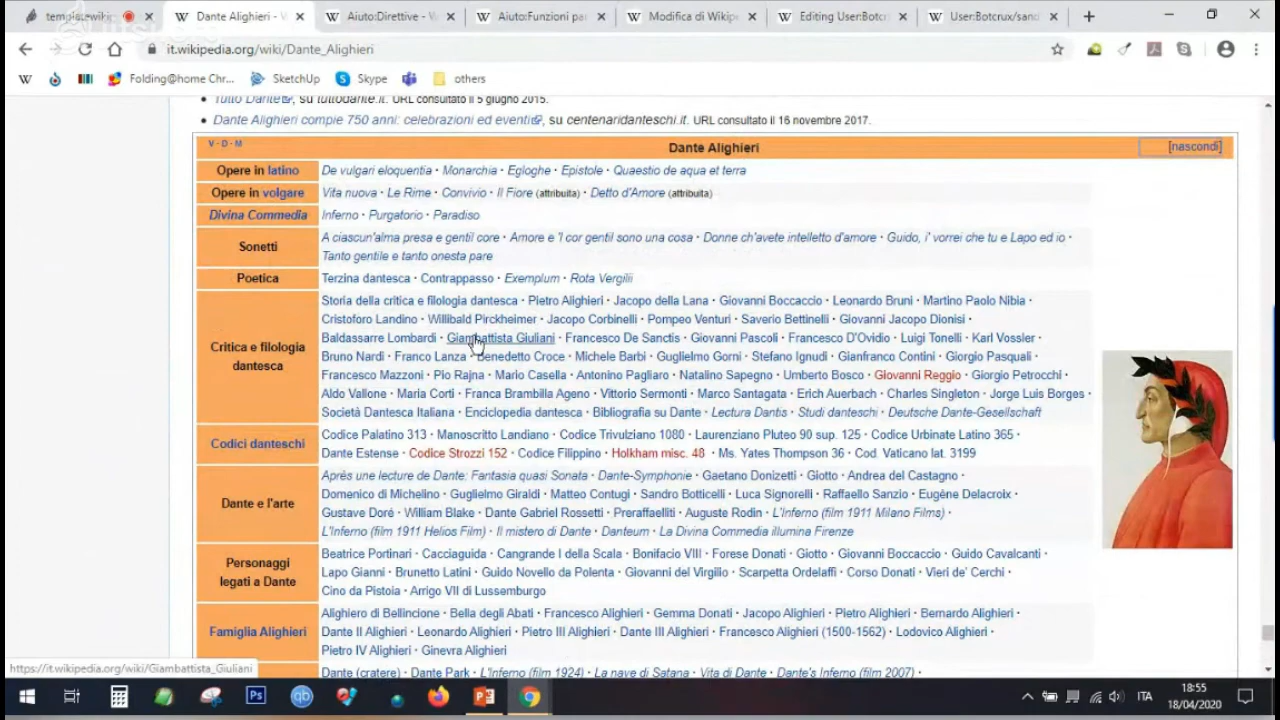 templatewiki
Dante Alighieri - W
Aiuto:Direttive - W
Aiuto:Funzioni pa
Modifica di Wikip
Editing User:Botcr
User:Botcrux/sand
it.wikipedia.org/wiki/Dante_Alighieri
Folding@home Chr...
SketchUp
Skype
others
Tutto Dante, su tuttodante.it. URL consultato il 5 giugno 2015.
Dante Alighieri compie 750 anni: celebrazioni ed eventi, su centenaridanteschi.it. URL consultato il 16 novembre 2017.
V · D · M
Dante Alighieri
[nascondi]
Opere in latino
De vulgari eloquentia · Monarchia · Egloghe · Epistole · Quaestio de aqua et terra
Opere in volgare
Vita nuova · Le Rime · Convivio · Il Fiore (attribuita) · Detto d'Amore (attribuita)
Divina Commedia
Inferno · Purgatorio · Paradiso
Sonetti
A ciascun'alma presa e gentil core · Amore e 'l cor gentil sono una cosa · Donne ch'avete intelletto d'amore · Guido, i' vorrei che tu e Lapo ed io ·
Tanto gentile e tanto onesta pare
Poetica
Terzina dantesca · Contrappasso · Exemplum · Rota Vergilii
Critica e filologia
dantesca
Storia della critica e filologia dantesca · Pietro Alighieri · Jacopo della Lana · Giovanni Boccaccio · Leonardo Bruni · Martino Paolo Nibia ·
Cristoforo Landino · Willibald Pirckheimer · Jacopo Corbinelli · Pompeo Venturi · Saverio Bettinelli · Giovanni Jacopo Dionisi ·
Baldassarre Lombardi · Giambattista Giuliani · Francesco De Sanctis · Giovanni Pascoli · Francesco D'Ovidio · Luigi Tonelli · Karl Vossler ·
Bruno Nardi · Franco Lanza · Benedetto Croce · Michele Barbi · Guglielmo Gorni · Stefano Ignudi · Gianfranco Contini · Giorgio Pasquali ·
Francesco Mazzoni · Pio Rajna · Mario Casella · Antonino Pagliaro · Natalino Sapegno · Umberto Bosco · Giovanni Reggio · Giorgio Petrocchi ·
Aldo Vallone · Maria Corti · Franca Brambilla Ageno · Vittorio Sermonti · Marco Santagata · Erich Auerbach · Charles Singleton · Jorge Luis Borges ·
Società Dantesca Italiana · Enciclopedia dantesca · Bibliografia su Dante · Lectura Dantis · Studi danteschi · Deutsche Dante-Gesellschaft
Codici danteschi
Codice Palatino 313 · Manoscritto Landiano · Codice Trivulziano 1080 · Laurenziano Pluteo 90 sup. 125 · Codice Urbinate Latino 365 ·
Dante Estense · Codice Strozzi 152 · Codice Filippino · Holkham misc. 48 · Ms. Yates Thompson 36 · Cod. Vaticano lat. 3199
Dante e l'arte
Après une lecture de Dante: Fantasia quasi Sonata · Dante-Symphonie · Gaetano Donizetti · Giotto · Andrea del Castagno ·
Domenico di Michelino · Guglielmo Giraldi · Matteo Contugi · Sandro Botticelli · Luca Signorelli · Raffaello Sanzio · Eugène Delacroix ·
Gustave Doré · William Blake · Dante Gabriel Rossetti · Preraffaelliti · Auguste Rodin · L'Inferno (film 1911 Milano Films) ·
L'Inferno (film 1911 Helios Film) · Il mistero di Dante · Danteum · La Divina Commedia illumina Firenze
Personaggi
legati a Dante
Beatrice Portinari · Cacciaguida · Cangrande I della Scala · Bonifacio VIII · Forese Donati · Giotto · Giovanni Boccaccio · Guido Cavalcanti ·
Lapo Gianni · Brunetto Latini · Guido Novello da Polenta · Giovanni del Virgilio · Scarpetta Ordelaffi · Corso Donati · Vieri de' Cerchi ·
Cino da Pistoia · Arrigo VII di Lussemburgo
Famiglia Alighieri
Alighiero di Bellincione · Bella degli Abati · Francesco Alighieri · Gemma Donati · Jacopo Alighieri · Pietro Alighieri · Bernardo Alighieri ·
Dante II Alighieri · Leonardo Alighieri · Pietro III Alighieri · Dante III Alighieri · Francesco Alighieri (1500-1562) · Lodovico Alighieri ·
Pietro IV Alighieri · Ginevra Alighieri
Dante (cratere) · Dante Park · L'Inferno (film 1924) · La nave di Satana · Vita di Dante · Dante's Inferno (film 2007) ·
https://it.wikipedia.org/wiki/Giambattista_Giuliani
ITA
18:55
18/04/2020